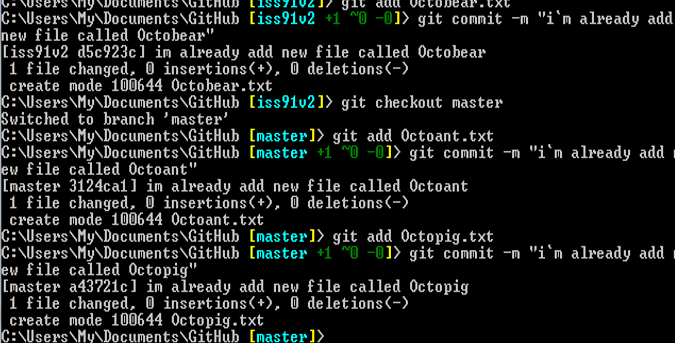 C:\Users\My\Documents\GitHub [iss91v2]> git add Octobear.txt
C:\Users\My\Documents\GitHub [iss91v2 +1 ~0 -0]> git commit -m "i`m already add
new file called Octobear"
[iss91v2 d5c923c] im already add new file called Octobear
 1 file changed, 0 insertions(+), 0 deletions(-)
 create mode 100644 Octobear.txt
C:\Users\My\Documents\GitHub [iss91v2]> git checkout master
Switched to branch 'master'
C:\Users\My\Documents\GitHub [master]> git add Octoant.txt
C:\Users\My\Documents\GitHub [master +1 ~0 -0]> git commit -m "i`m already add n
ew file called Octoant"
[master 3124ca1] im already add new file called Octoant
 1 file changed, 0 insertions(+), 0 deletions(-)
 create mode 100644 Octoant.txt
C:\Users\My\Documents\GitHub [master]> git add Octopig.txt
C:\Users\My\Documents\GitHub [master +1 ~0 -0]> git commit -m "i`m already add n
ew file called Octopig"
[master a43721c] im already add new file called Octopig
 1 file changed, 0 insertions(+), 0 deletions(-)
 create mode 100644 Octopig.txt
C:\Users\My\Documents\GitHub [master]>